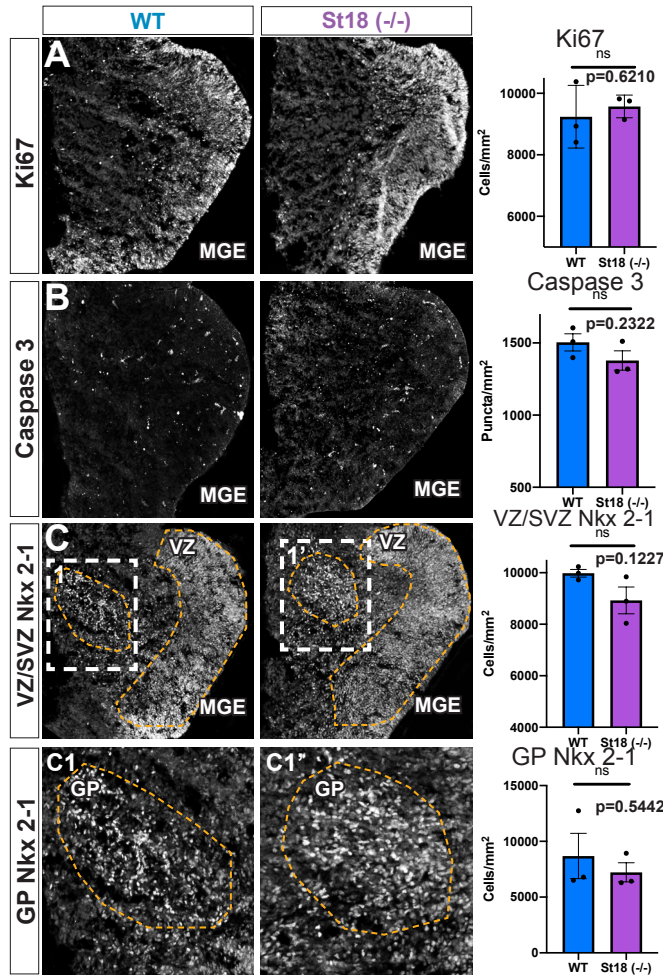 WT
St18 (-/-)
Ki67
A
MGE
MGE
Ki67
ns
p=0.6210
Cells/mm²
10000
8000
6000
WT
St18 (-/-)
Caspase 3
B
MGE
MGE
Caspase 3
ns
p=0.2322
Puncta/mm²
1500
1000
500
WT
St18 (-/-)
VZ/SVZ Nkx 2-1
C
1
VZ
MGE
1'
VZ
MGE
VZ/SVZ Nkx 2-1
ns
p=0.1227
Cells/mm²
10000
8000
6000
4000
WT
St18 (-/-)
GP Nkx 2-1
C1
GP
C1"
GP
GP Nkx 2-1
ns
p=0.5442
Cells/mm²
15000
10000
5000
0
WT
St18 (-/-)